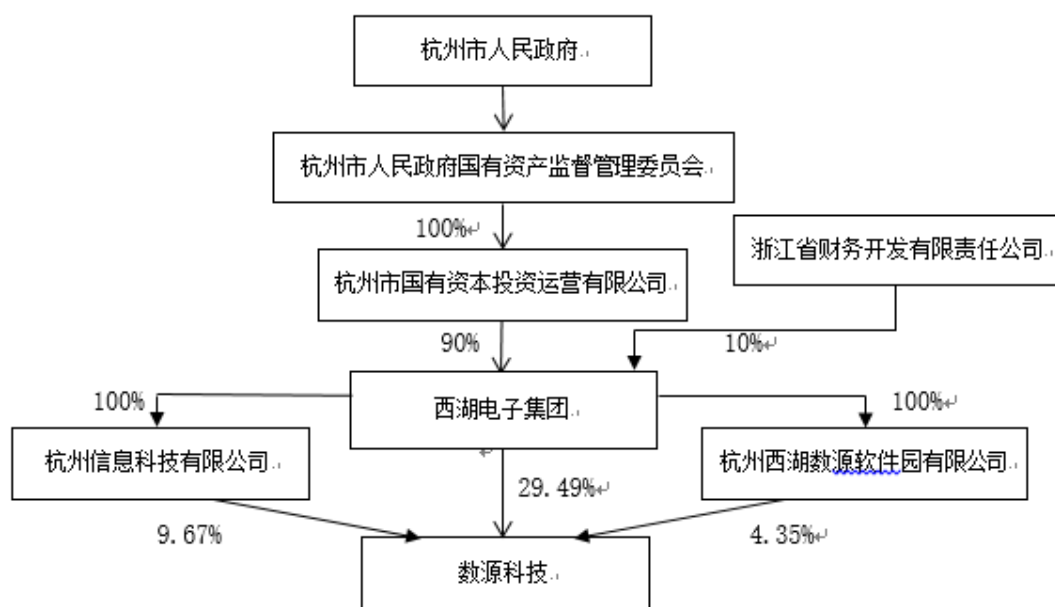 杭州市人民政府
杭州市人民政府国有资产监督管理委员会
100%
浙江省财务开发有限责任公司
杭州市国有资本投资运营有限公司
90%
10%
西湖电子集团
100%
100%
杭州信息科技有限公司
杭州西湖数源软件园有限公司
29.49%
9.67%
4.35%
数源科技